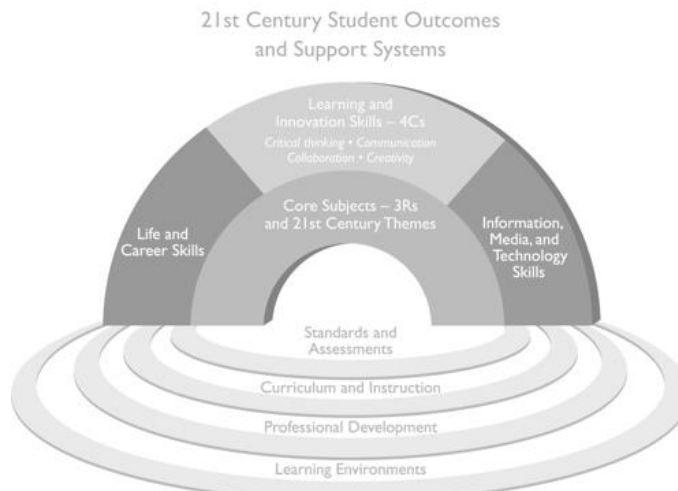 21st Century Student Outcomes
and Support Systems
Learning and
Innovation Skills – 4Cs
Critical thinking • Communication
Collaboration • Creativity
Core Subjects – 3Rs
and 21st Century Themes
Life and
Career Skills
Information,
Media, and
Technology
Skills
Standards and
Assessments
Curriculum and Instruction
Professional Development
Learning Environments